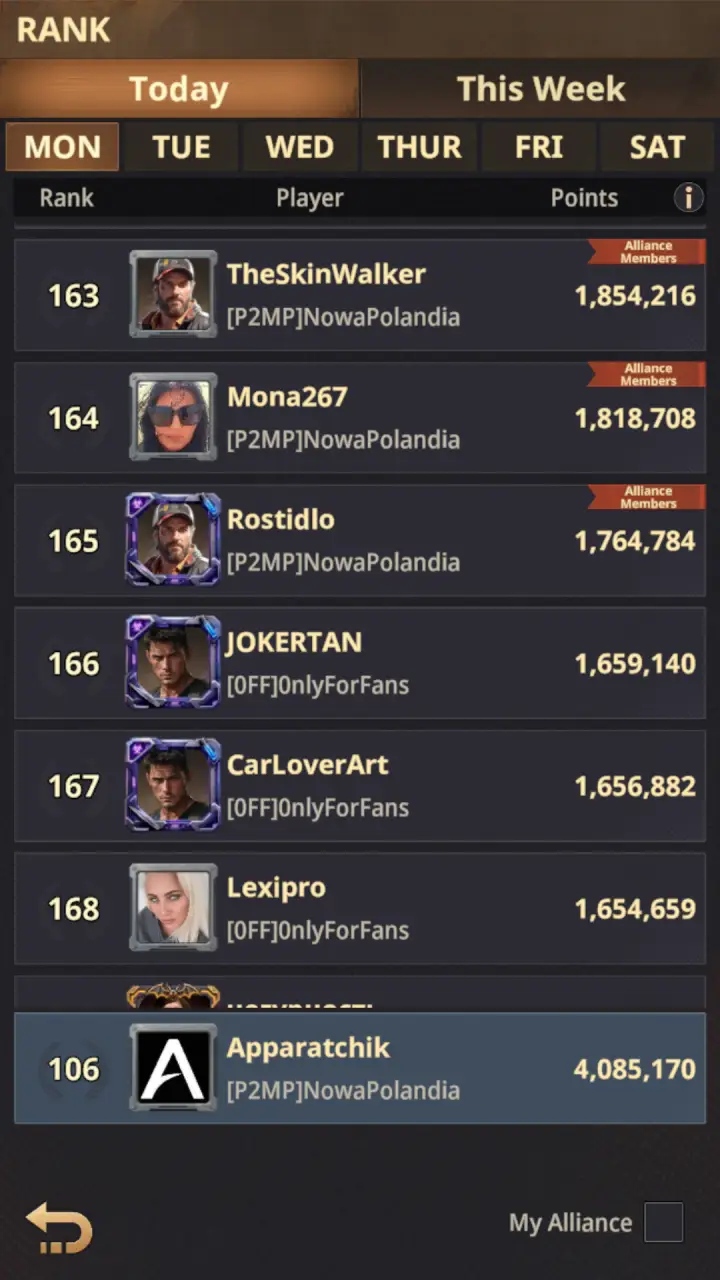 RANK
Today
This Week
MON
TUE
WED
THUR
FRI
SAT
Rank
Player
Points
Alliance
Members
163
TheSkinWalker
1,854,216
[P2MP]NowaPolandia
Alliance
Members
164
Mona267
1,818,708
[P2MP]NowaPolandia
Alliance
Members
165
Rostidlo
1,764,784
[P2MP]NowaPolandia
166
JOKERTAN
1,659,140
[0FF]0nlyForFans
167
CarLoverArt
1,656,882
[0FF]0nlyForFans
168
Lexipro
1,654,659
[0FF]0nlyForFans
106
Apparatchik
4,085,170
[P2MP]NowaPolandia
My Alliance